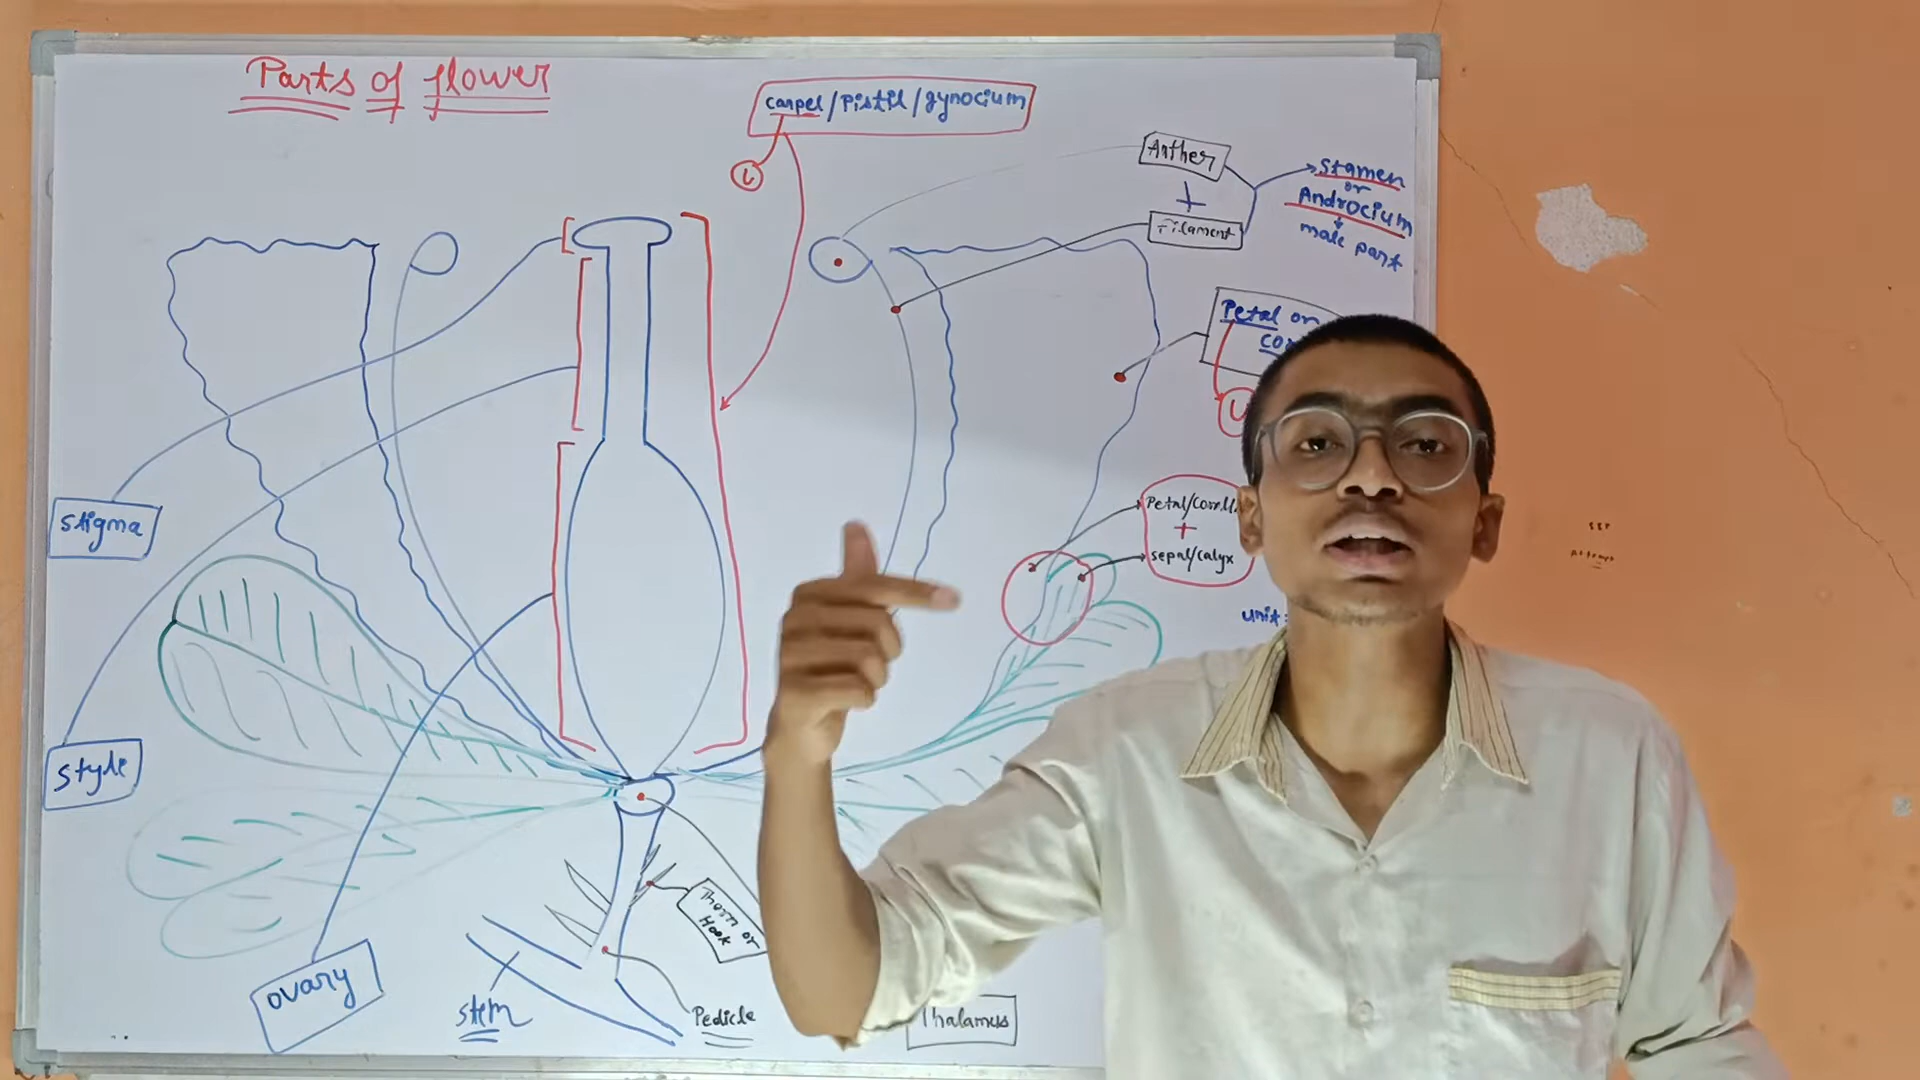 Parts of flower
Carpel/Pistil/gynocium
Anther
+
Filament
Stamen
or
Androcium
male part
Petal or
stigma
Petal/Corolla
+
sepal/calyx
unit:
style
Thorn or
Hook
ovary
stem
Pedicle
Thalamus